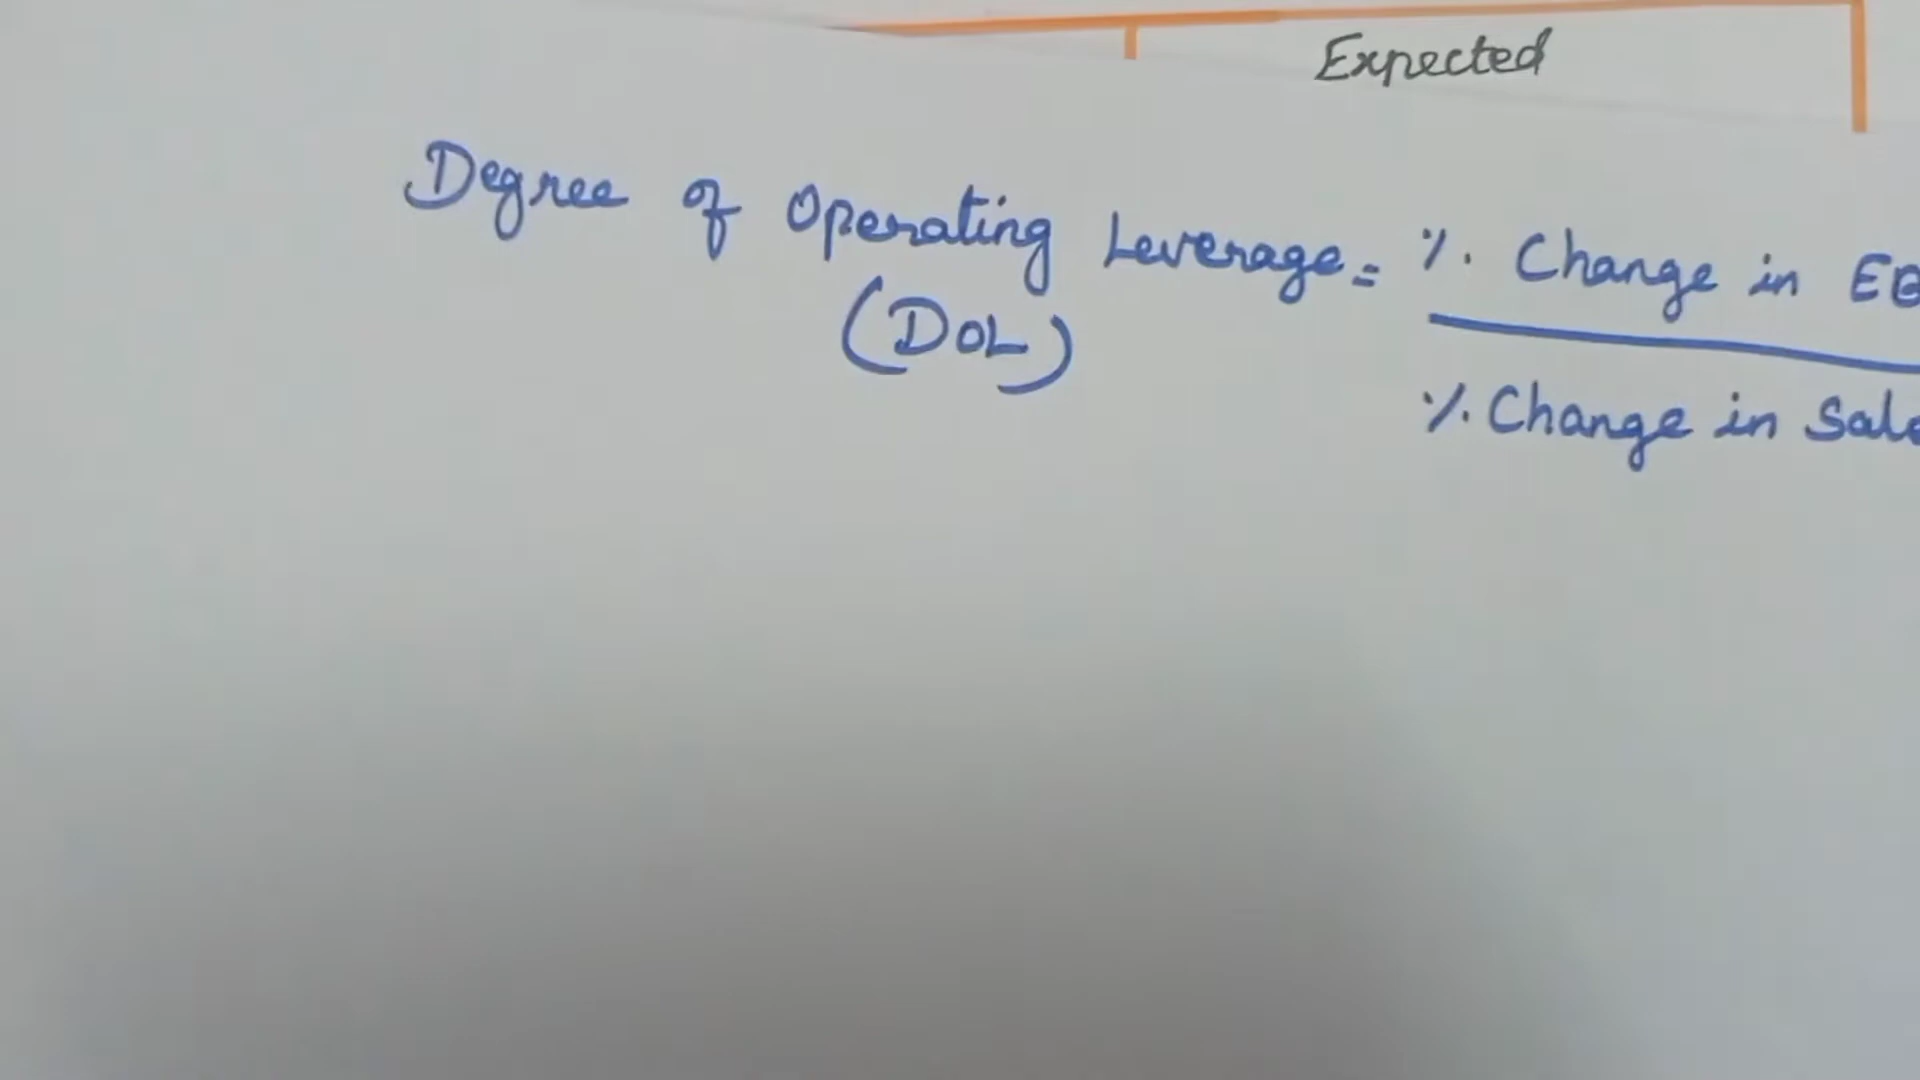 Expected
Degree of Operating Leverage = % Change in
(DOL)
% Change in